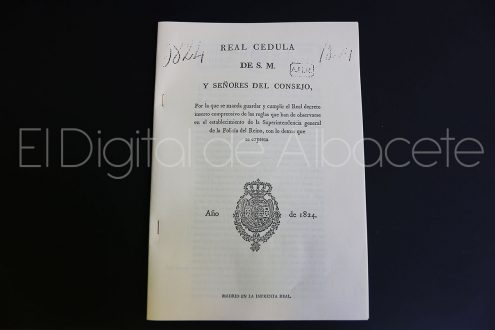 1824
REAL CEDULA
DE S. M.
Y SEÑORES DEL CONSEJO,
Por la que se manda guardar y cumplir el Real decreto
inserto comprensivo de las reglas que han de observarse
en el establecimiento de la Superintendencia general
de la Policía del Reino, con lo demas que
se expresa.
El Digital de Albacete
Año de 1824.
MADRID EN LA IMPRENTA REAL.